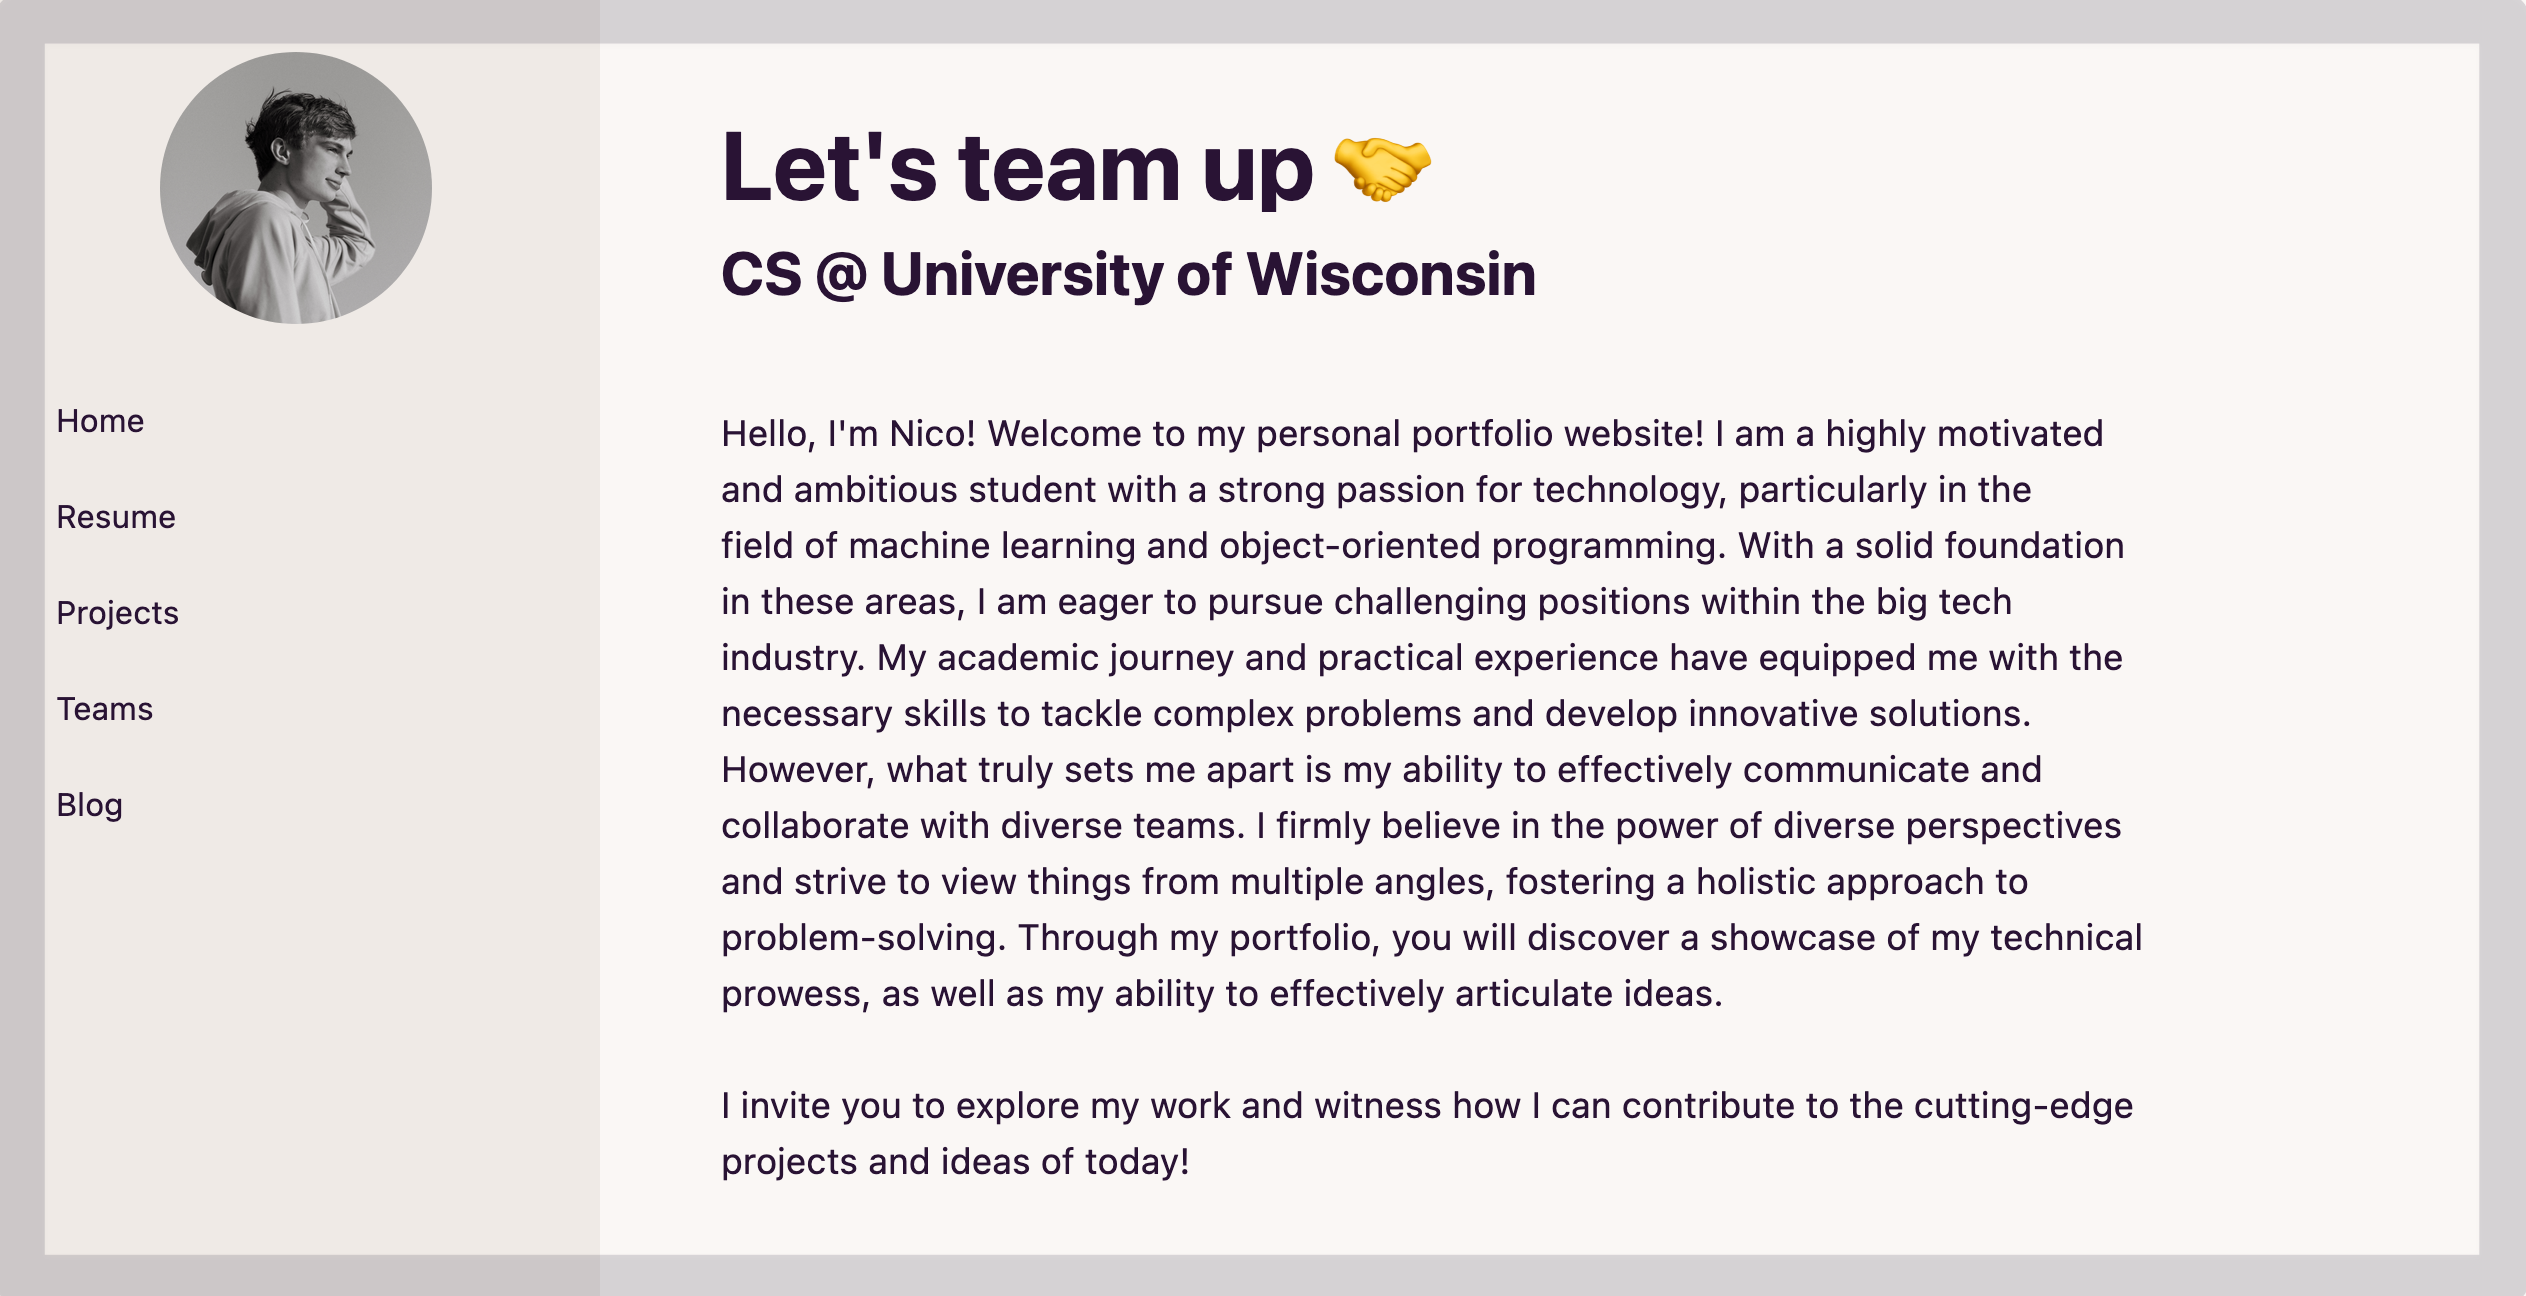 Home
Resume
Projects
Teams
Blog
Let's team up 🤝
CS @ University of Wisconsin
Hello, I'm Nico! Welcome to my personal portfolio website! I am a highly motivated
and ambitious student with a strong passion for technology, particularly in the
field of machine learning and object-oriented programming. With a solid foundation
in these areas, I am eager to pursue challenging positions within the big tech
industry. My academic journey and practical experience have equipped me with the
necessary skills to tackle complex problems and develop innovative solutions.
However, what truly sets me apart is my ability to effectively communicate and
collaborate with diverse teams. I firmly believe in the power of diverse perspectives
and strive to view things from multiple angles, fostering a holistic approach to
problem-solving. Through my portfolio, you will discover a showcase of my technical
prowess, as well as my ability to effectively articulate ideas.
I invite you to explore my work and witness how I can contribute to the cutting-edge
projects and ideas of today!